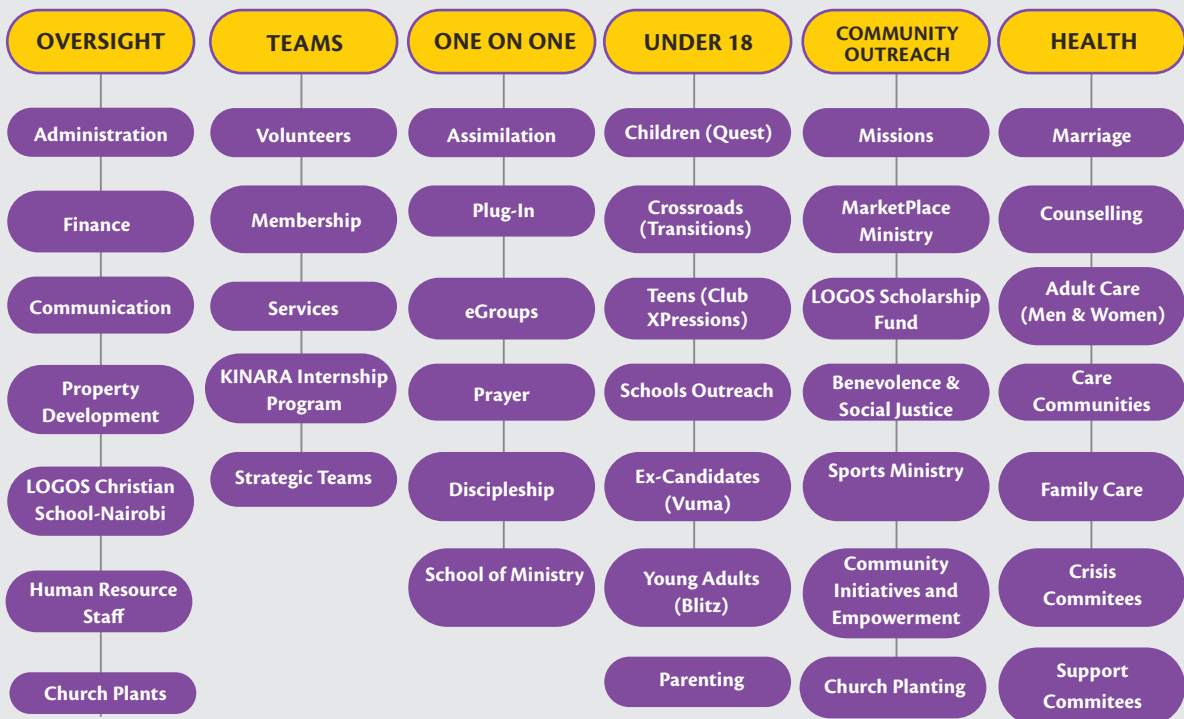 OVERSIGHT
Administration
Finance
Communication
Property
Development
LOGOS Christian
School-Nairobi
Human Resource
Staff
Church Plants
TEAMS
Volunteers
Membership
Services
KINARA Internship
Program
Strategic Teams
ONE ON ONE
Assimilation
Plug-In
eGroups
Prayer
Discipleship
School of Ministry
UNDER 18
Children (Quest)
Crossroads
(Transitions)
Teens (Club
XPressions)
Schools Outreach
Ex-Candidates
(Vuma)
Young Adults
(Blitz)
Parenting
COMMUNITY
OUTREACH
Missions
MarketPlace
Ministry
LOGOS Scholarship
Fund
Benevolence &
Social Justice
Sports Ministry
Community
Initiatives and
Empowerment
Church Planting
HEALTH
Marriage
Counselling
Adult Care
(Men & Women)
Care
Communities
Family Care
Crisis
Commitees
Support
Commitees